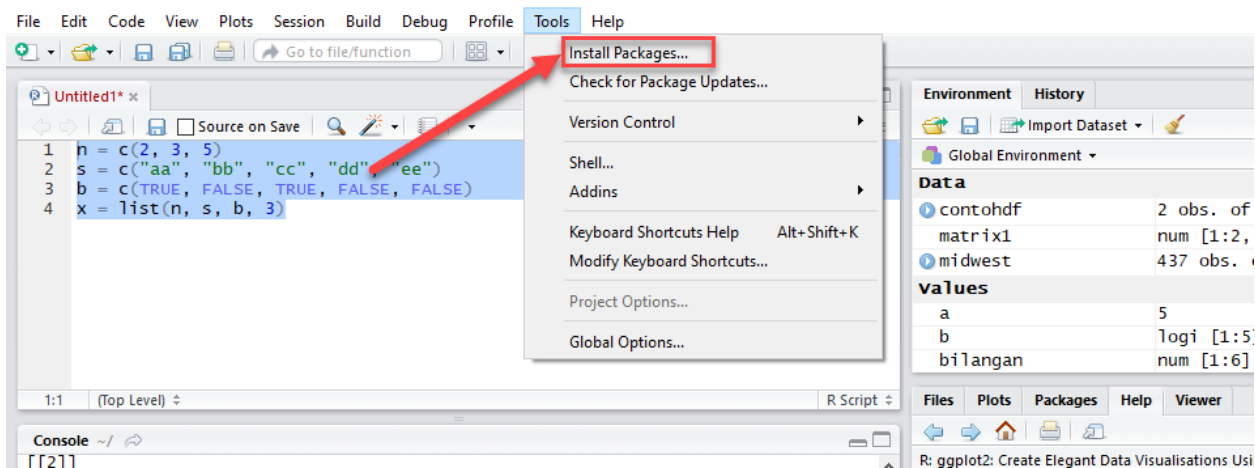 File Edit Code View Plots Session Build Debug Profile Tools Help
Go to file/function
Install Packages...
Check for Package Updates...
Version Control
Shell...
Addins
Keyboard Shortcuts Help Alt+Shift+K
Modify Keyboard Shortcuts...
Project Options...
Global Options...
Untitled1*
Source on Save
1 n = c(2, 3, 5)
2 s = c("aa", "bb", "cc", "dd", "ee")
3 b = c(TRUE, FALSE, TRUE, FALSE, FALSE)
4 x = list(n, s, b, 3)
1:1 (Top Level) R Script
Console ~/
[[2]]
Environment History
Import Dataset
Global Environment
Data
contohdf 2 obs. of
matrix1 num [1:2,
midwest 437 obs.
values
a 5
b logi [1:5]
bilangan num [1:6]
Files Plots Packages Help Viewer
R: ggplot2: Create Elegant Data Visualisations Usi